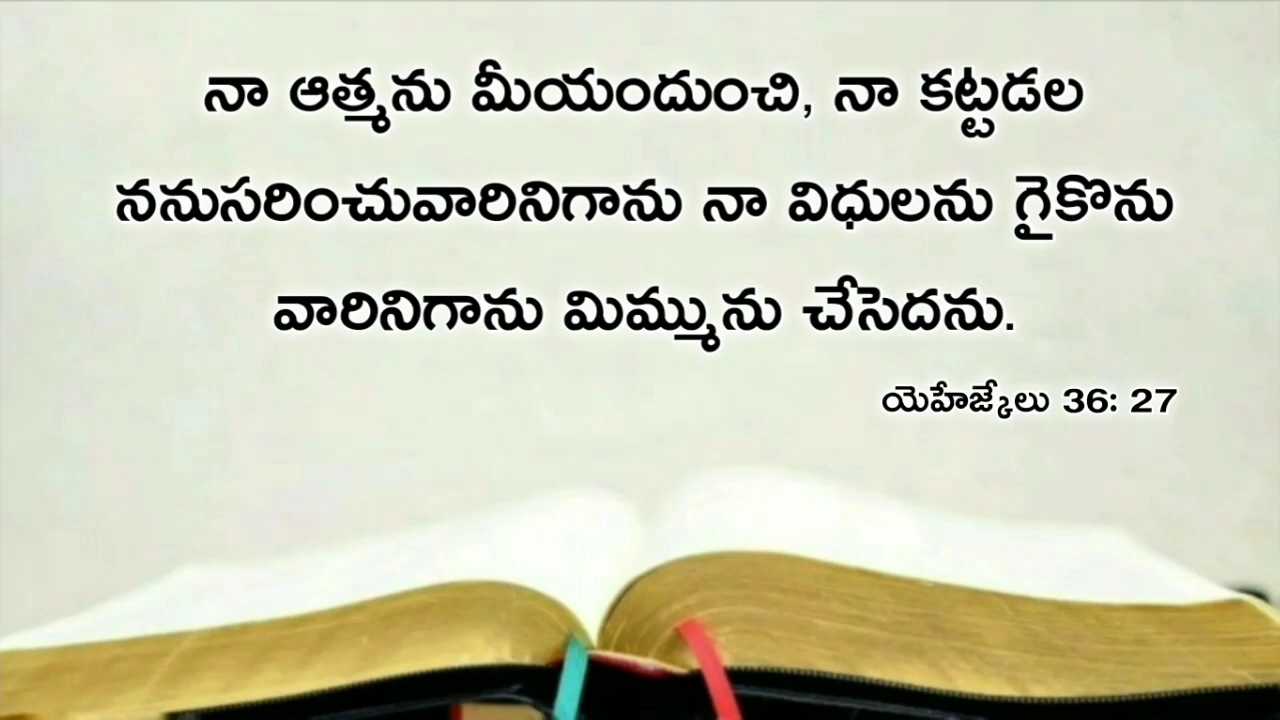 నా ఆత్మను మీయందుంచి, నా కట్టడల
ననుసరించువారినిగాను నా విధులను గైకొను
వారినిగాను మిమ్మును చేసెదను.
యెహేజ్కేలు 36: 27